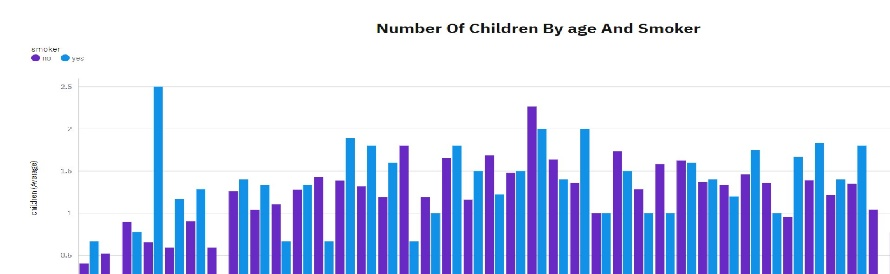 Number Of Children By age And Smoker
smoker
no yes
2.5
2
1.5
1
0.5
children (Average)